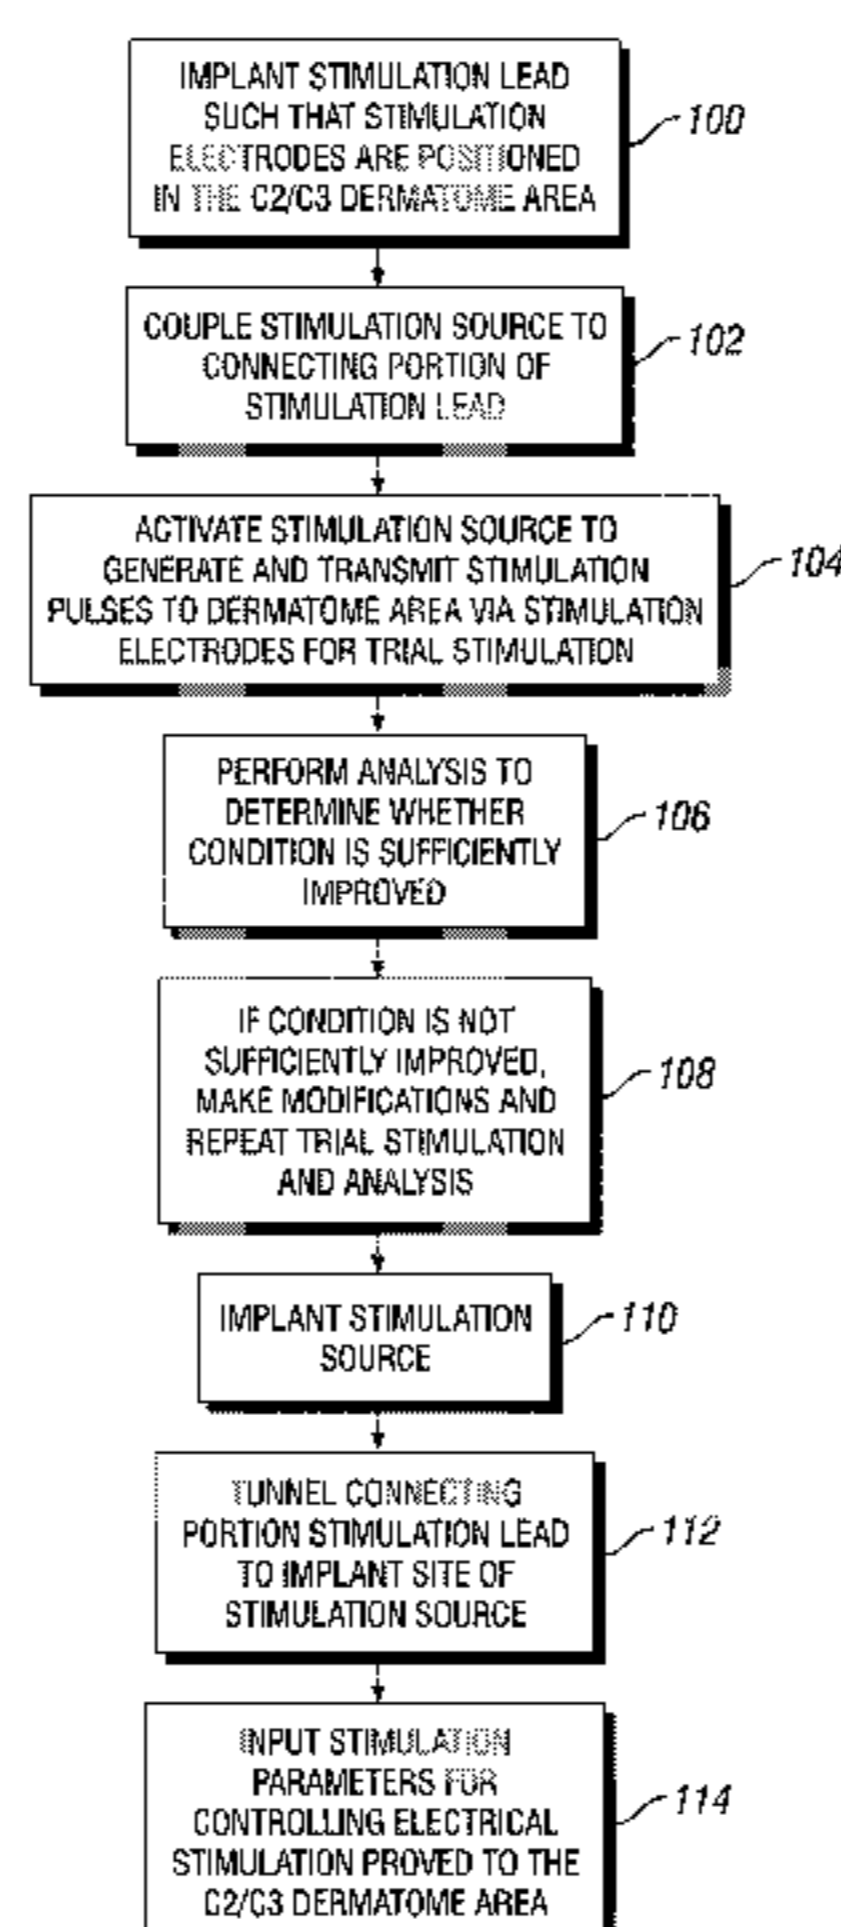 IMPLANT STIMULATION LEAD
SUCH THAT STIMULATION
ELECTRODES ARE POSITIONED
IN THE C2/C3 DERMATOME AREA
100
COUPLE STIMULATION SOURCE TO
CONNECTING PORTION OF
STIMULATION LEAD
102
ACTIVATE STIMULATION SOURCE TO
GENERATE AND TRANSMIT STIMULATION
PULSES TO DERMATOME AREA VIA STIMULATION
ELECTRODES FOR TRIAL STIMULATION
104
PERFORM ANALYSIS TO
DETERMINE WHETHER
CONDITION IS SUFFICIENTLY
IMPROVED
106
IF CONDITION IS NOT
SUFFICIENTLY IMPROVED,
MAKE MODIFICATIONS AND
REPEAT TRIAL STIMULATION
AND ANALYSIS
108
IMPLANT STIMULATION
SOURCE
110
TUNNEL CONNECTING
PORTION STIMULATION LEAD
TO IMPLANT SITE OF
STIMULATION SOURCE
112
INPUT STIMULATION
PARAMETERS FOR
CONTROLLING ELECTRICAL
STIMULATION PROVED TO THE
C2/C3 DERMATOME AREA
114